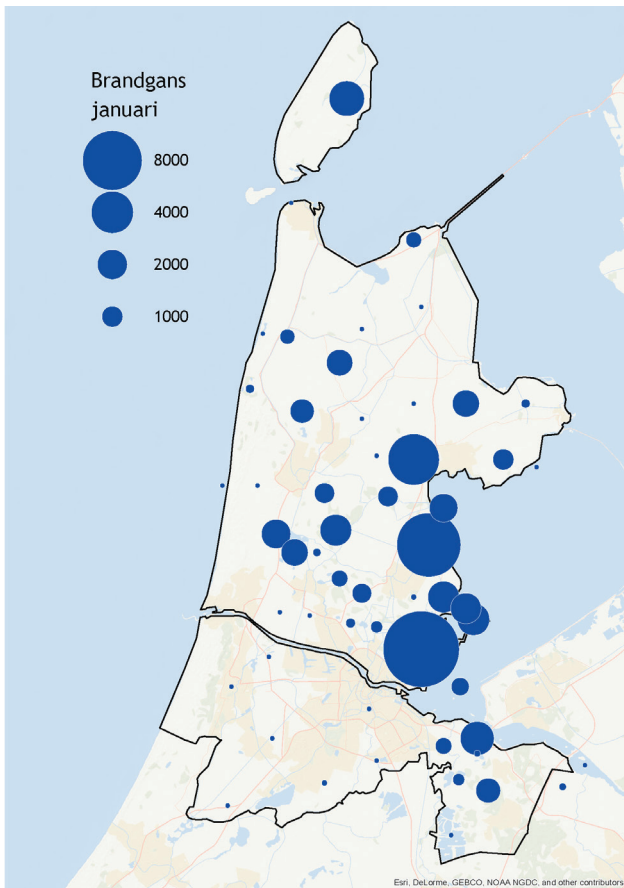 Brandgans
januari
8000
4000
2000
1000
Esri, DeLorme, GEBCO, NOAA NGDC, and other contributors